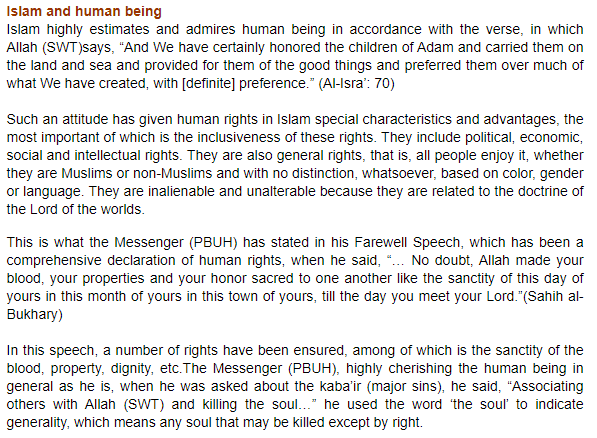 Islam and human being
Islam highly estimates and admires human being in accordance with the verse, in which
Allah (SWT)says, “And We have certainly honored the children of Adam and carried them on
the land and sea and provided for them of the good things and preferred them over much of
what We have created, with [definite] preference.” (Al-Isra’: 70)
Such an attitude has given human rights in Islam special characteristics and advantages, the
most important of which is the inclusiveness of these rights. They include political, economic,
social and intellectual rights. They are also general rights, that is, all people enjoy it, whether
they are Muslims or non-Muslims and with no distinction, whatsoever, based on color, gender
or language. They are inalienable and unalterable because they are related to the doctrine of
the Lord of the worlds.
This is what the Messenger (PBUH) has stated in his Farewell Speech, which has been a
comprehensive declaration of human rights, when he said, “… No doubt, Allah made your
blood, your properties and your honor sacred to one another like the sanctity of this day of
yours in this month of yours in this town of yours, till the day you meet your Lord.”(Sahih al-
Bukhary)
In this speech, a number of rights have been ensured, among of which is the sanctity of the
blood, property, dignity, etc.The Messenger (PBUH), highly cherishing the human being in
general as he is, when he was asked about the kaba’ir (major sins), he said, “Associating
others with Allah (SWT) and killing the soul…” he used the word ‘the soul’ to indicate
generality, which means any soul that may be killed except by right.